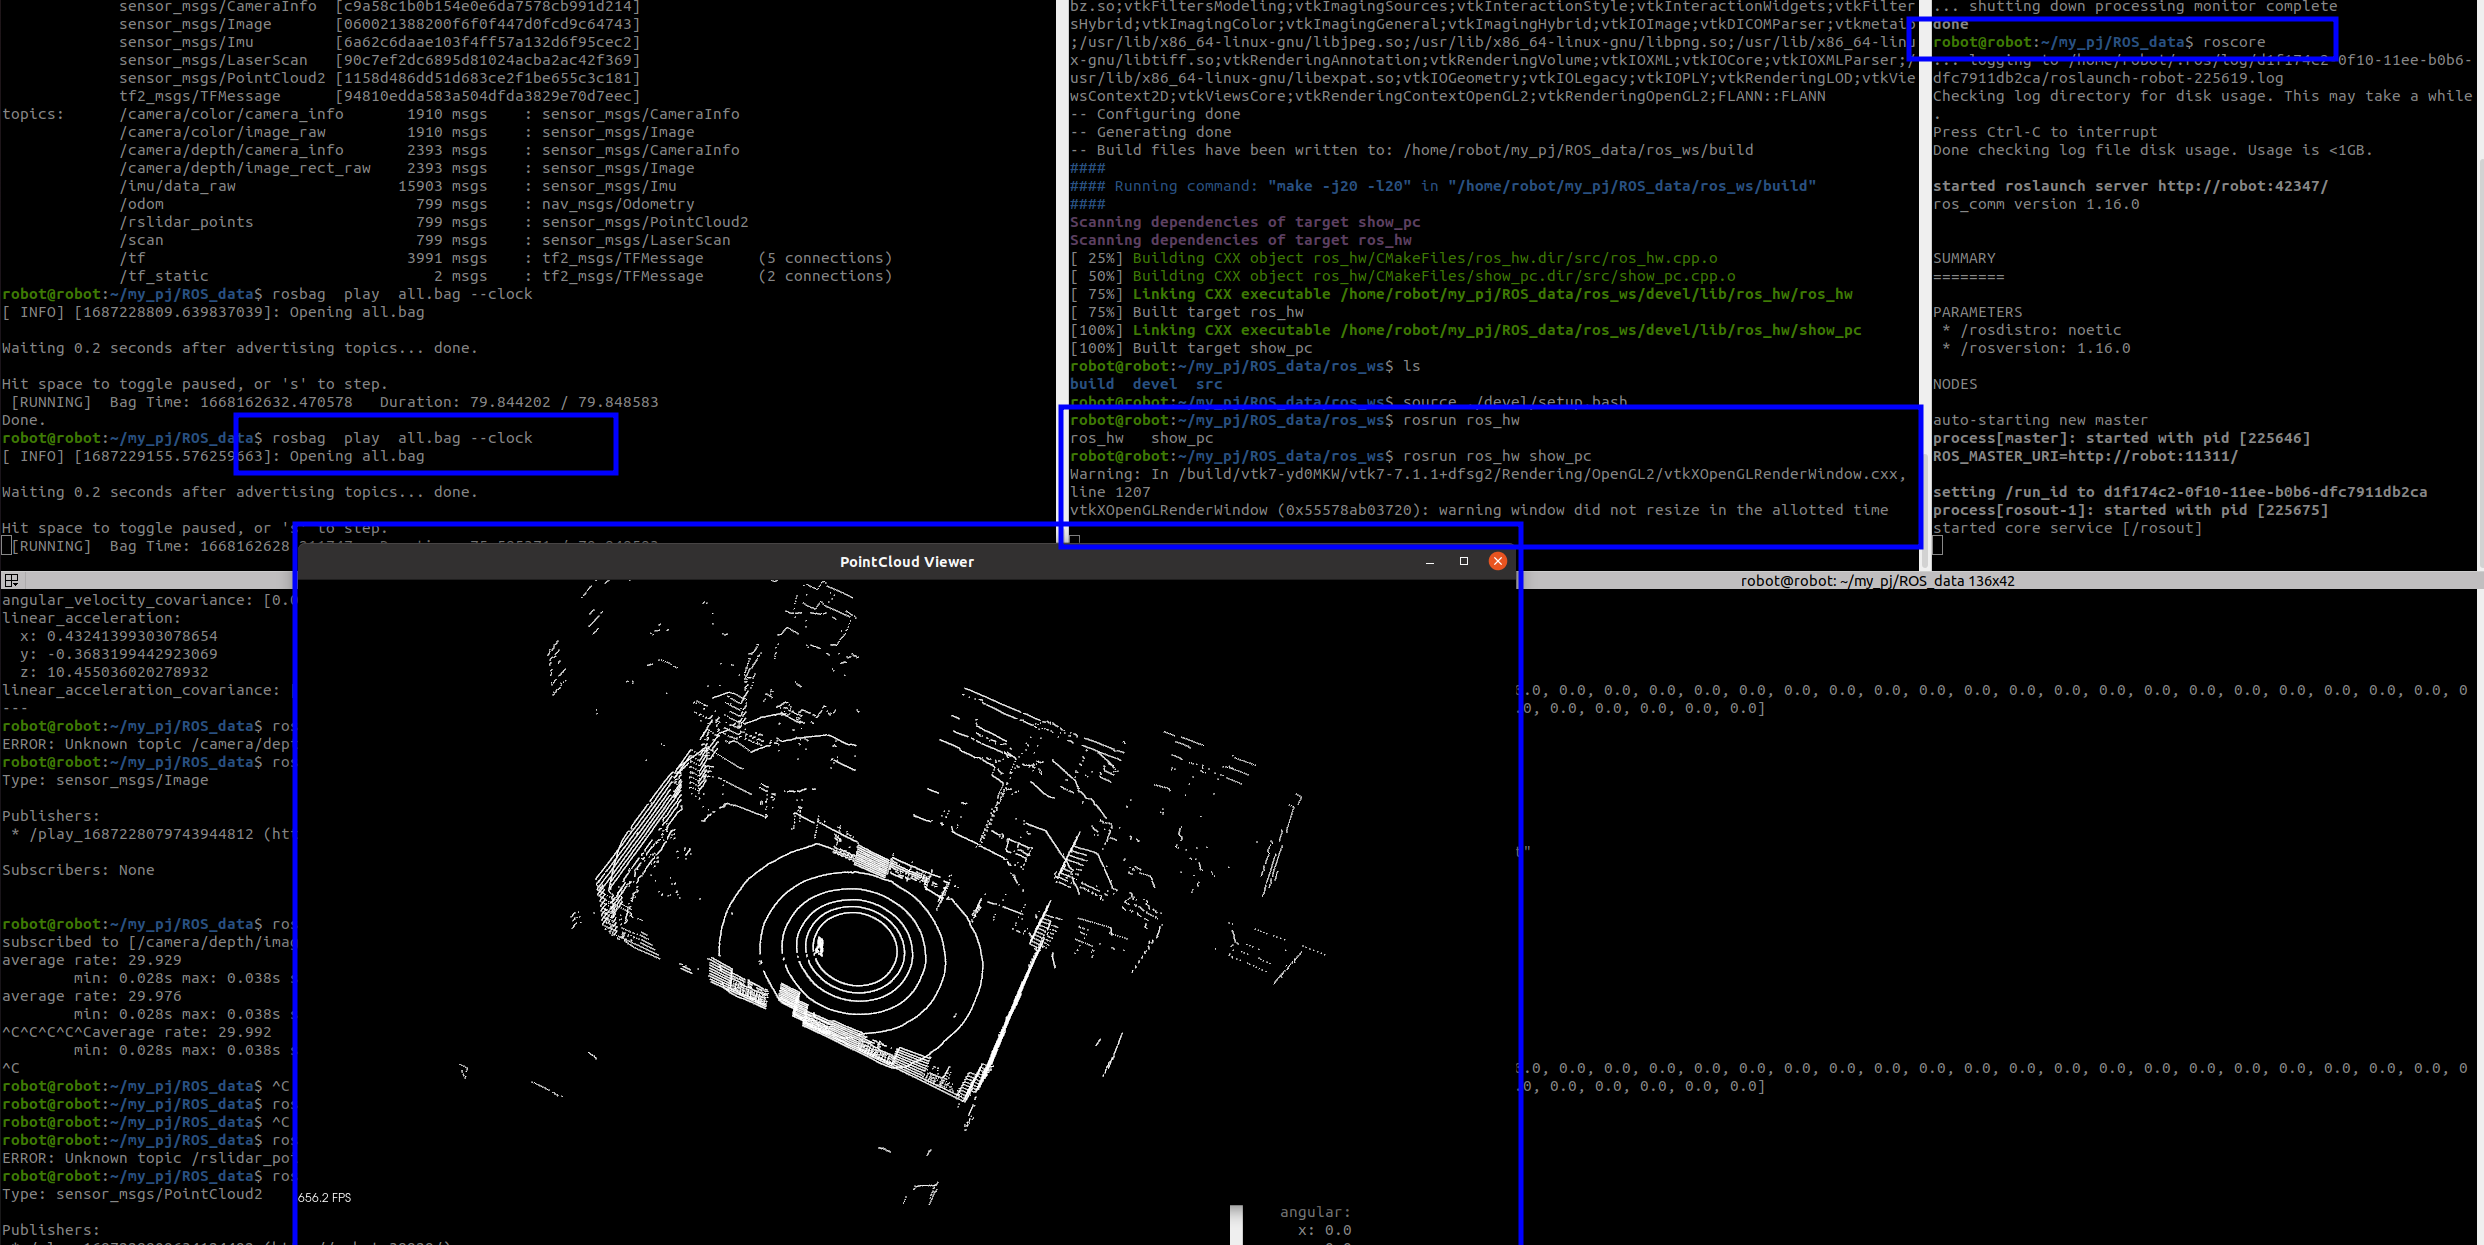 sensor_msgs/CameraInfo  [c9a58c1b0b154e0e6da7578cb991d214]
sensor_msgs/Image       [060021388200f6f0f447d0fcd9c64743]
sensor_msgs/Imu         [6a62c6daae103f4ff57a132d6f95cec2]
sensor_msgs/LaserScan   [90c7ef2dc6895d81024acba2ac42f369]
sensor_msgs/PointCloud2 [1158d486dd51d683ce2f1be655c3c181]
tf2_msgs/TFMessage      [94810edda583a504dfda3829e70d7eec]
topics:      /camera/color/camera_info       1910 msgs    : sensor_msgs/CameraInfo
/camera/color/image_raw         1910 msgs    : sensor_msgs/Image
/camera/depth/camera_info       2393 msgs    : sensor_msgs/CameraInfo
/camera/depth/image_rect_raw    2393 msgs    : sensor_msgs/Image
/imu/data_raw                  15903 msgs    : sensor_msgs/Imu
/odom                            799 msgs    : nav_msgs/Odometry
/rslidar_points                  799 msgs    : sensor_msgs/PointCloud2
/scan                            799 msgs    : sensor_msgs/LaserScan
/tf                             3991 msgs    : tf2_msgs/TFMessage      (5 connections)
/tf_static                         2 msgs    : tf2_msgs/TFMessage      (2 connections)
robot@robot:~/my_pj/ROS_data$ rosbag  play  all.bag --clock
[ INFO] [1687228809.639837039]: Opening all.bag
Waiting 0.2 seconds after advertising topics... done.
Hit space to toggle paused, or 's' to step.
[RUNNING]  Bag Time: 1668162632.470578   Duration: 79.844202 / 79.848583
Done.
robot@robot:~/my_pj/ROS_data$ rosbag  play  all.bag --clock
[ INFO] [1687229155.576259663]: Opening all.bag
Waiting 0.2 seconds after advertising topics... done.
Hit space to toggle paused, or 's' to step.
[RUNNING]  Bag Time: 1668162628
bz.so;vtkFiltersModeling;vtkImagingSources;vtkInteractionStyle;vtkInteractionWidgets;vtkFilter
sHybrid;vtkImagingColor;vtkImagingGeneral;vtkImagingHybrid;vtkIOImage;vtkDICOMParser;vtkmetaio
;/usr/lib/x86_64-linux-gnu/libjpeg.so;/usr/lib/x86_64-linux-gnu/libpng.so;/usr/lib/x86_64-linu
x-gnu/libtiff.so;vtkRenderingAnnotation;vtkRenderingVolume;vtkIOXML;vtkIOCore;vtkIOXMLParser;/
usr/lib/x86_64-linux-gnu/libexpat.so;vtkIOGeometry;vtkIOLegacy;vtkIOPLY;vtkRenderingLOD;vtkVie
wsContext2D;vtkViewsCore;vtkRenderingContextOpenGL2;vtkRenderingOpenGL2;FLANN::FLANN
-- Configuring done
-- Generating done
-- Build files have been written to: /home/robot/my_pj/ROS_data/ros_ws/build
####
#### Running command: "make -j20 -l20" in "/home/robot/my_pj/ROS_data/ros_ws/build"
####
Scanning dependencies of target show_pc
Scanning dependencies of target ros_hw
[ 25%] Building CXX object ros_hw/CMakeFiles/ros_hw.dir/src/ros_hw.cpp.o
[ 50%] Building CXX object ros_hw/CMakeFiles/show_pc.dir/src/show_pc.cpp.o
[ 75%] Linking CXX executable /home/robot/my_pj/ROS_data/ros_ws/devel/lib/ros_hw/ros_hw
[ 75%] Built target ros_hw
[100%] Linking CXX executable /home/robot/my_pj/ROS_data/ros_ws/devel/lib/ros_hw/show_pc
[100%] Built target show_pc
robot@robot:~/my_pj/ROS_data/ros_ws$ ls
build  devel  src
robot@robot:~/my_pj/ROS_data/ros_ws$ source ./devel/setup.bash
robot@robot:~/my_pj/ROS_data/ros_ws$ rosrun ros_hw
ros_hw   show_pc
robot@robot:~/my_pj/ROS_data/ros_ws$ rosrun ros_hw show_pc
Warning: In /build/vtk7-yd0MKW/vtk7-7.1.1+dfsg2/Rendering/OpenGL2/vtkXOpenGLRenderWindow.cxx,
line 1207
vtkXOpenGLRenderWindow (0x55578ab03720): warning window did not resize in the allotted time
... shutting down processing monitor complete
done
robot@robot:~/my_pj/ROS_data$ roscore
... logging to /home/robot/.ros/log/d1f174c2-0f10-11ee-b0b6-
dfc7911db2ca/roslaunch-robot-225619.log
Checking log directory for disk usage. This may take a while
.
Press Ctrl-C to interrupt
Done checking log file disk usage. Usage is <1GB.
started roslaunch server http://robot:42347/
ros_comm version 1.16.0
SUMMARY
========
PARAMETERS
* /rosdistro: noetic
* /rosversion: 1.16.0
NODES
auto-starting new master
process[master]: started with pid [225646]
ROS_MASTER_URI=http://robot:11311/
setting /run_id to d1f174c2-0f10-11ee-b0b6-dfc7911db2ca
process[rosout-1]: started with pid [225675]
started core service [/rosout]
robot@robot: ~/my_pj/ROS_data 136x42
angular_velocity_covariance: [0.
linear_acceleration:
x: 0.43241399303078654
y: -0.3683199442923069
z: 10.455036020278932
linear_acceleration_covariance:
---
robot@robot:~/my_pj/ROS_data$ ros
ERROR: Unknown topic /camera/dep
robot@robot:~/my_pj/ROS_data$ ros
Type: sensor_msgs/Image
Publishers:
* /play_1687228079743944812 (ht
Subscribers: None
robot@robot:~/my_pj/ROS_data$ ros
subscribed to [/camera/depth/ima
average rate: 29.929
min: 0.028s max: 0.038s s
average rate: 29.976
min: 0.028s max: 0.038s s
^C^C^C^C^Caverage rate: 29.992
min: 0.028s max: 0.038s s
^C
robot@robot:~/my_pj/ROS_data$ ^C
robot@robot:~/my_pj/ROS_data$ ros
robot@robot:~/my_pj/ROS_data$ ^C
robot@robot:~/my_pj/ROS_data$ ros
ERROR: Unknown topic /rslidar_po
robot@robot:~/my_pj/ROS_data$ ros
Type: sensor_msgs/PointCloud2
Publishers:
PointCloud Viewer
656.2 FPS
0.0, 0.0, 0.0, 0.0, 0.0, 0.0, 0.0, 0.0, 0.0, 0.0, 0.0, 0.0, 0.0, 0.0, 0.0, 0.0, 0.0, 0.0, 0.0, 0.0, 0.0, 0
.0, 0.0, 0.0, 0.0, 0.0, 0.0]
t"
0.0, 0.0, 0.0, 0.0, 0.0, 0.0, 0.0, 0.0, 0.0, 0.0, 0.0, 0.0, 0.0, 0.0, 0.0, 0.0, 0.0, 0.0, 0.0, 0.0, 0.0, 0
.0, 0.0, 0.0, 0.0, 0.0, 0.0]
angular:
x: 0.0